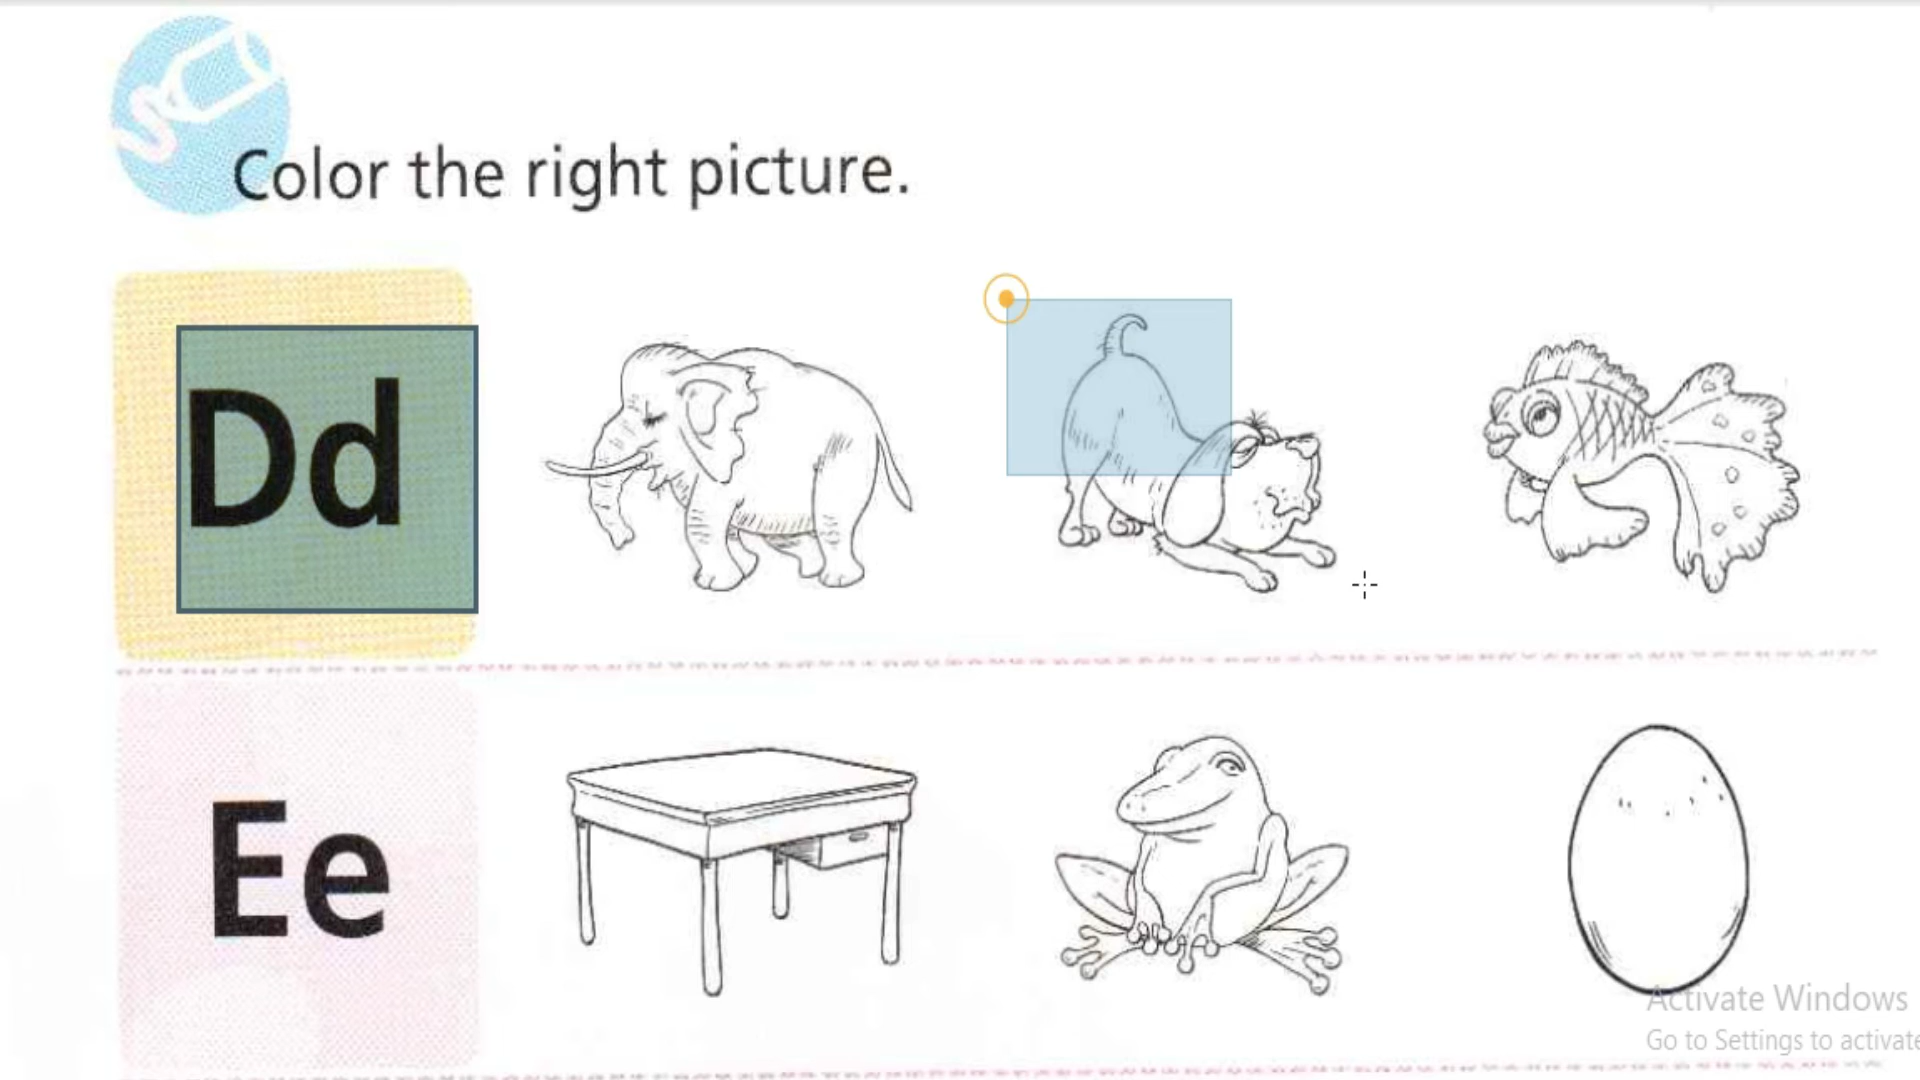 Color the right picture.
Dd
Ee
Activate Windows
Go to Settings to activate